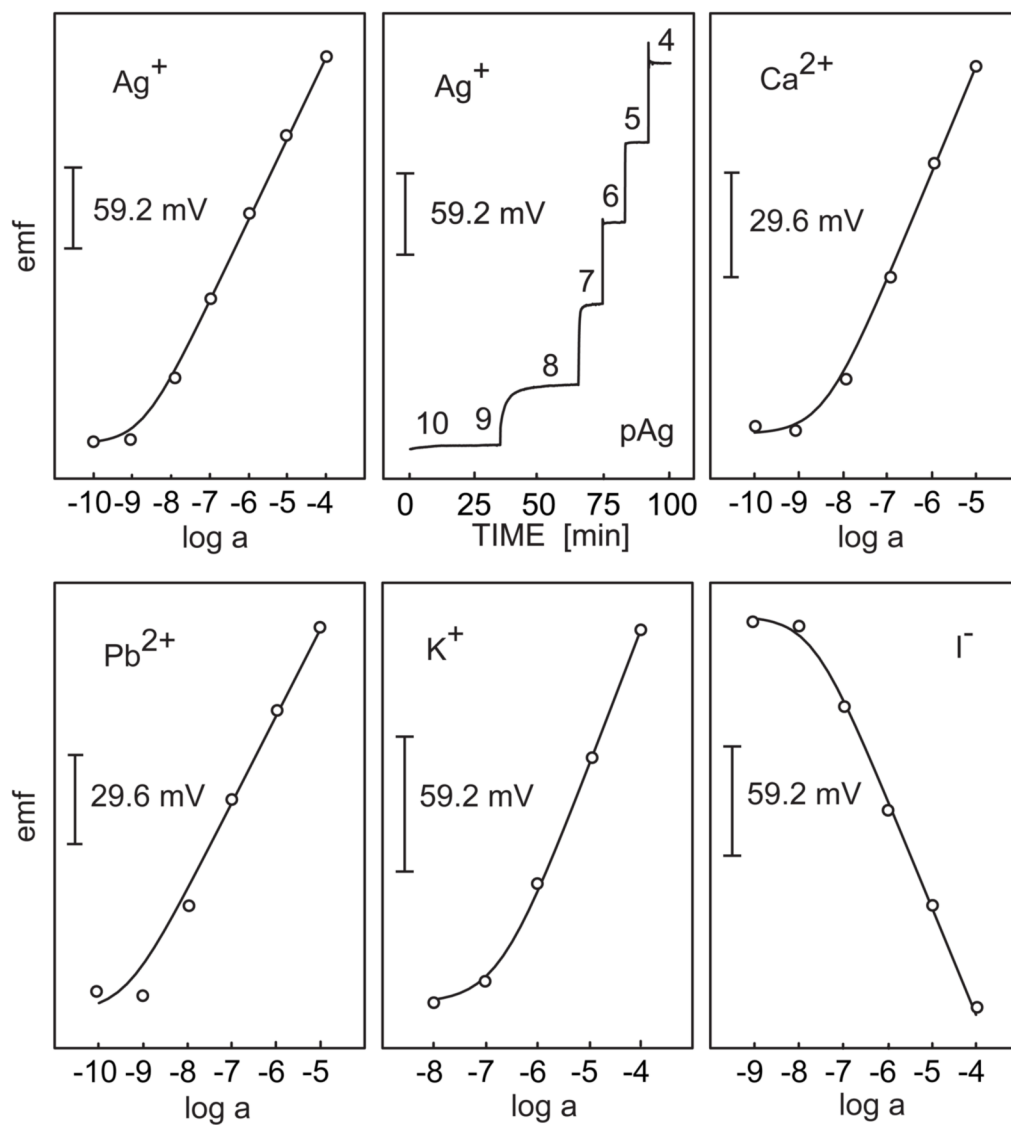 Ag+
59.2 mV
emf
-10 -9 -8 -7 -6 -5 -4
log a
Ag+
59.2 mV
10 9 8 7 6 5 4
pAg
0 25 50 75 100
TIME [min]
Ca2+
29.6 mV
-10 -9 -8 -7 -6 -5
log a
Pb2+
29.6 mV
emf
-10 -9 -8 -7 -6 -5
log a
K+
59.2 mV
-8 -7 -6 -5 -4
log a
I-
59.2 mV
-9 -8 -7 -6 -5 -4
log a